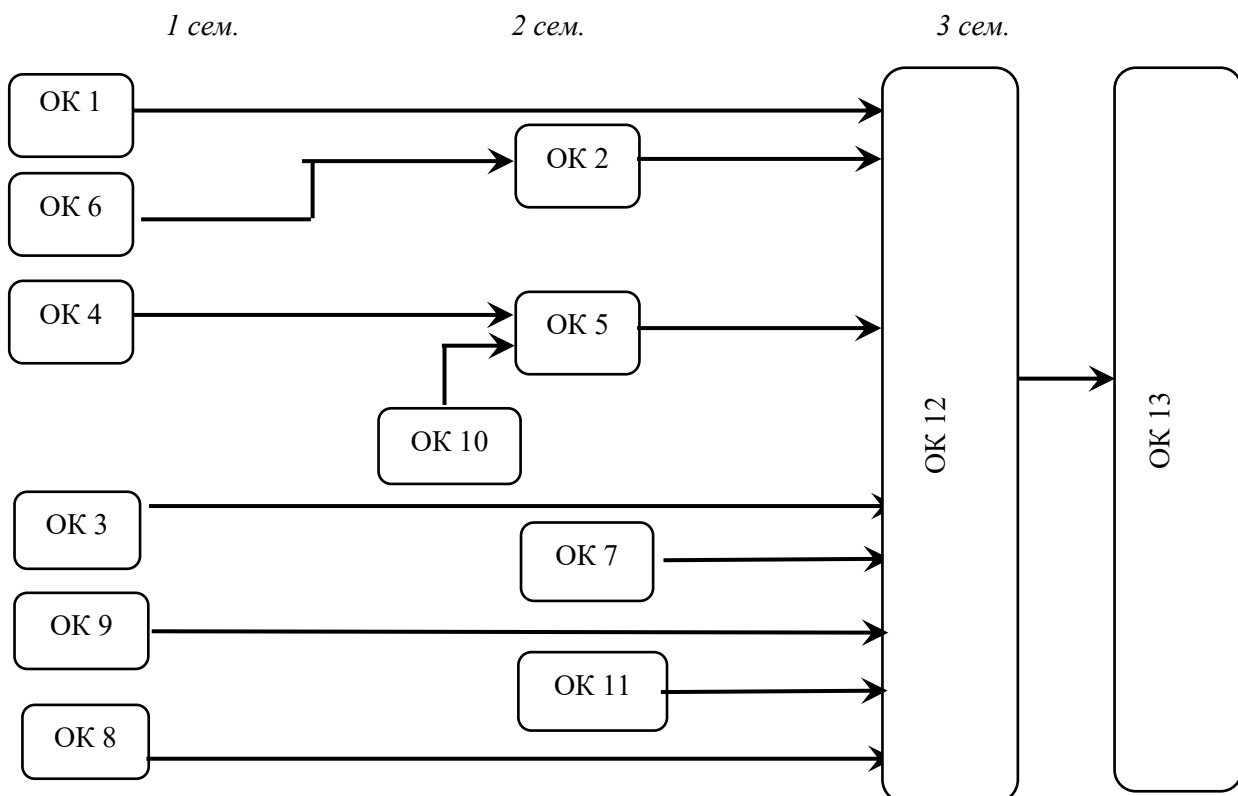 1 сем. 2 сем. 3 сем.
ОК 1
ОК 2
ОК 6
ОК 4
ОК 5
ОК 10
ОК 12
ОК 13
ОК 3
ОК 7
ОК 9
ОК 11
ОК 8